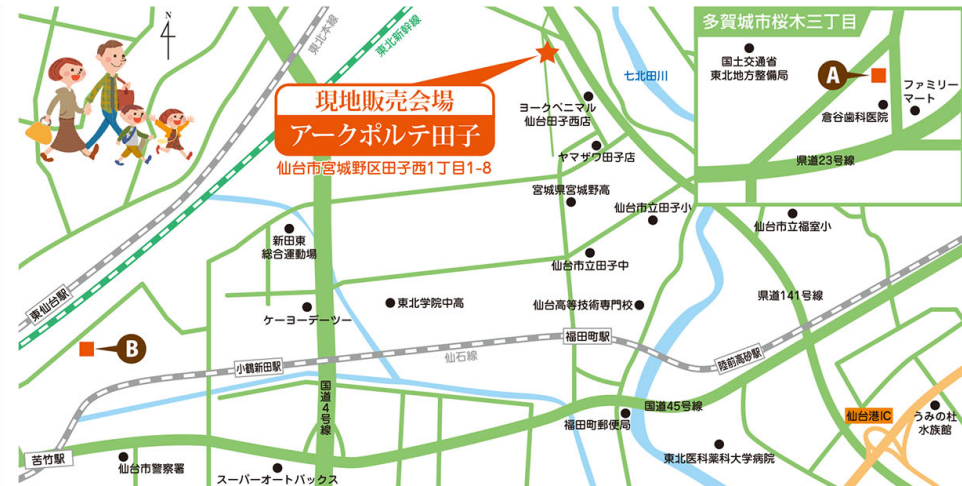 N
東北本線
東北新幹線
現地販売会場
アークポルテ田子
仙台市宮城野区田子西1丁目1-8
七北田川
ヨークベニマル
仙台田子西店
ヤマザワ田子店
宮城県宮城野高
仙台市立田子小
仙台市立田子中
仙台高等技術専門校
多賀城市桜木三丁目
国土交通省
東北地方整備局
A
ファミリー
マート
倉谷歯科医院
県道23号線
仙台市立福室小
県道141号線
新田東
総合運動場
ケーヨーデーツー
東北学院中高
東仙台駅
B
小鶴新田駅
仙石線
福田町駅
陸前高砂駅
国道4号線
国道45号線
福田町郵便局
仙台港IC
うみの杜
水族館
東北医科薬科大学病院
苦竹駅
仙台市警察署
スーパーオートバックス